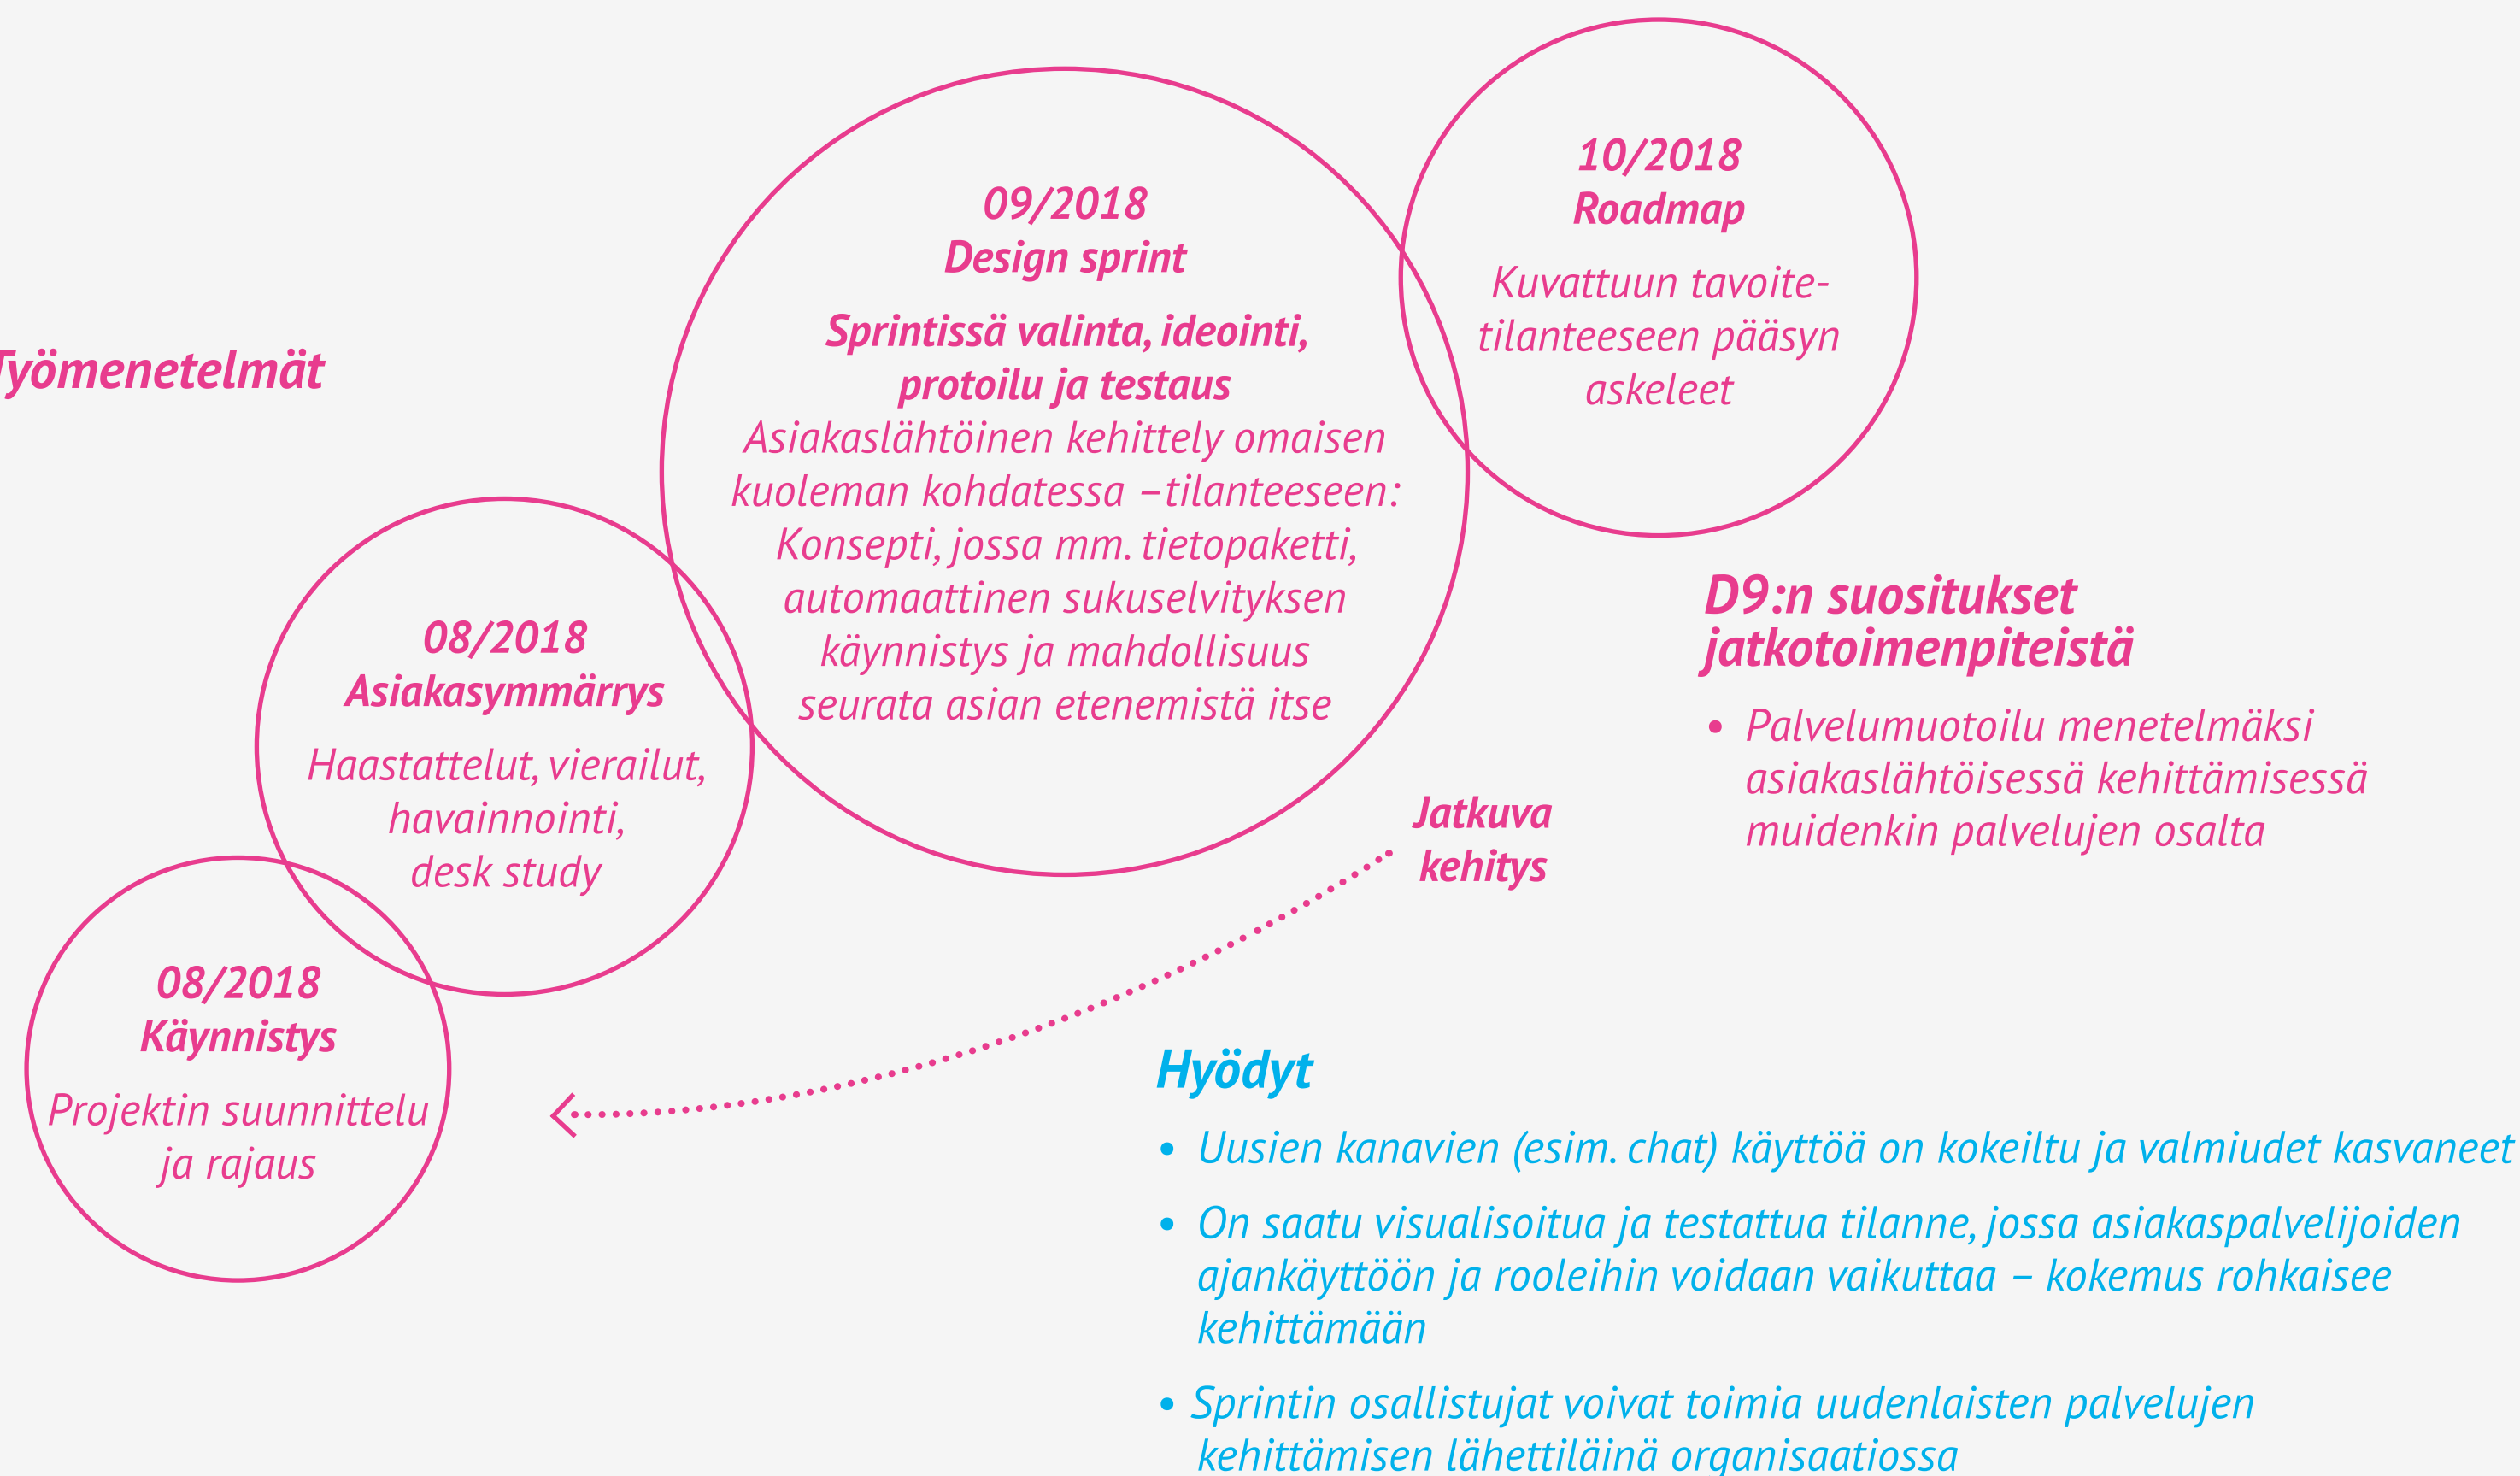 Työmenetelmät
08/2018
Käynnistys
Projektin suunnittelu
ja rajaus
08/2018
Asiakasymmärrys
Haastattelut, vierailut,
havainnointi,
desk study
09/2018
Design sprint
Sprintissä valinta, ideointi,
protoilu ja testaus
Asiakaslähtöinen kehittely omaisen
kuoleman kohdatessa –tilanteeseen:
Konsepti, jossa mm. tietopaketti,
automaattinen sukuselvityksen
käynnistys ja mahdollisuus
seurata asian etenemistä itse
10/2018
Roadmap
Kuvattuun tavoite-
tilanteeseen pääsyn
askeleet
Jatkuva
kehitys
D9:n suositukset
jatkotoimenpiteistä
• Palvelumuotoilu menetelmäksi
asiakaslähtöisessä kehittämisessä
muidenkin palvelujen osalta
Hyödyt
• Uusien kanavien (esim. chat) käyttöä on kokeiltu ja valmiudet kasvaneet
• On saatu visualisoitua ja testattua tilanne, jossa asiakaspalvelijoiden
ajankäyttöön ja rooleihin voidaan vaikuttaa – kokemus rohkaisee
kehittämään
• Sprintin osallistujat voivat toimia uudenlaisten palvelujen
kehittämisen lähettiläinä organisaatiossa